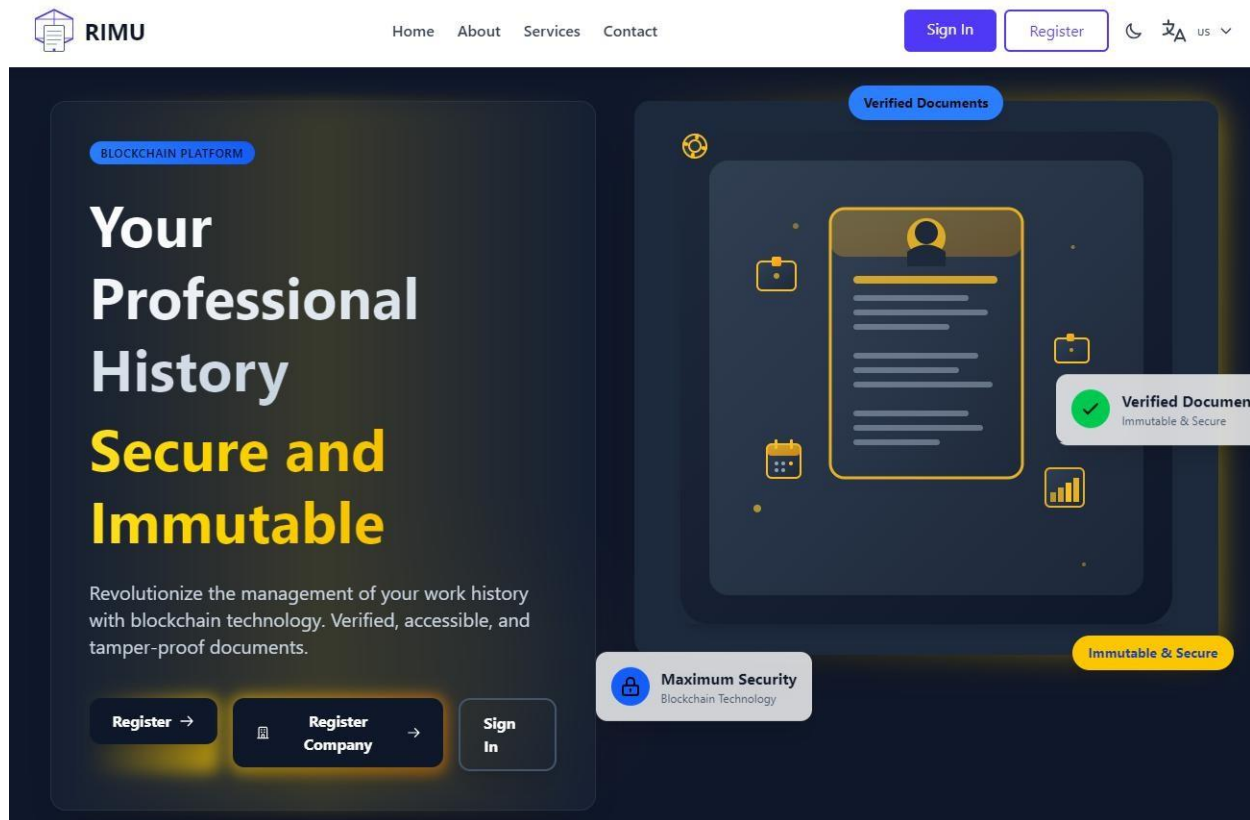 RIMU
Home About Services Contact
Sign In
Register
us
BLOCKCHAIN PLATFORM
Your
Professional
History
Secure and
Immutable
Revolutionize the management of your work history
with blockchain technology. Verified, accessible, and
tamper-proof documents.
Register →
Register
Company →
Sign
In
Verified Documents
Verified Documen
Immutable & Secure
Immutable & Secure
Maximum Security
Blockchain Technology